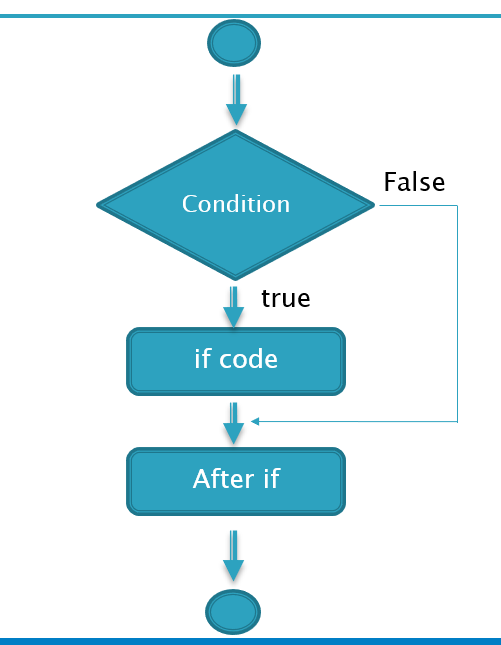 Condition
False
true
if code
After if